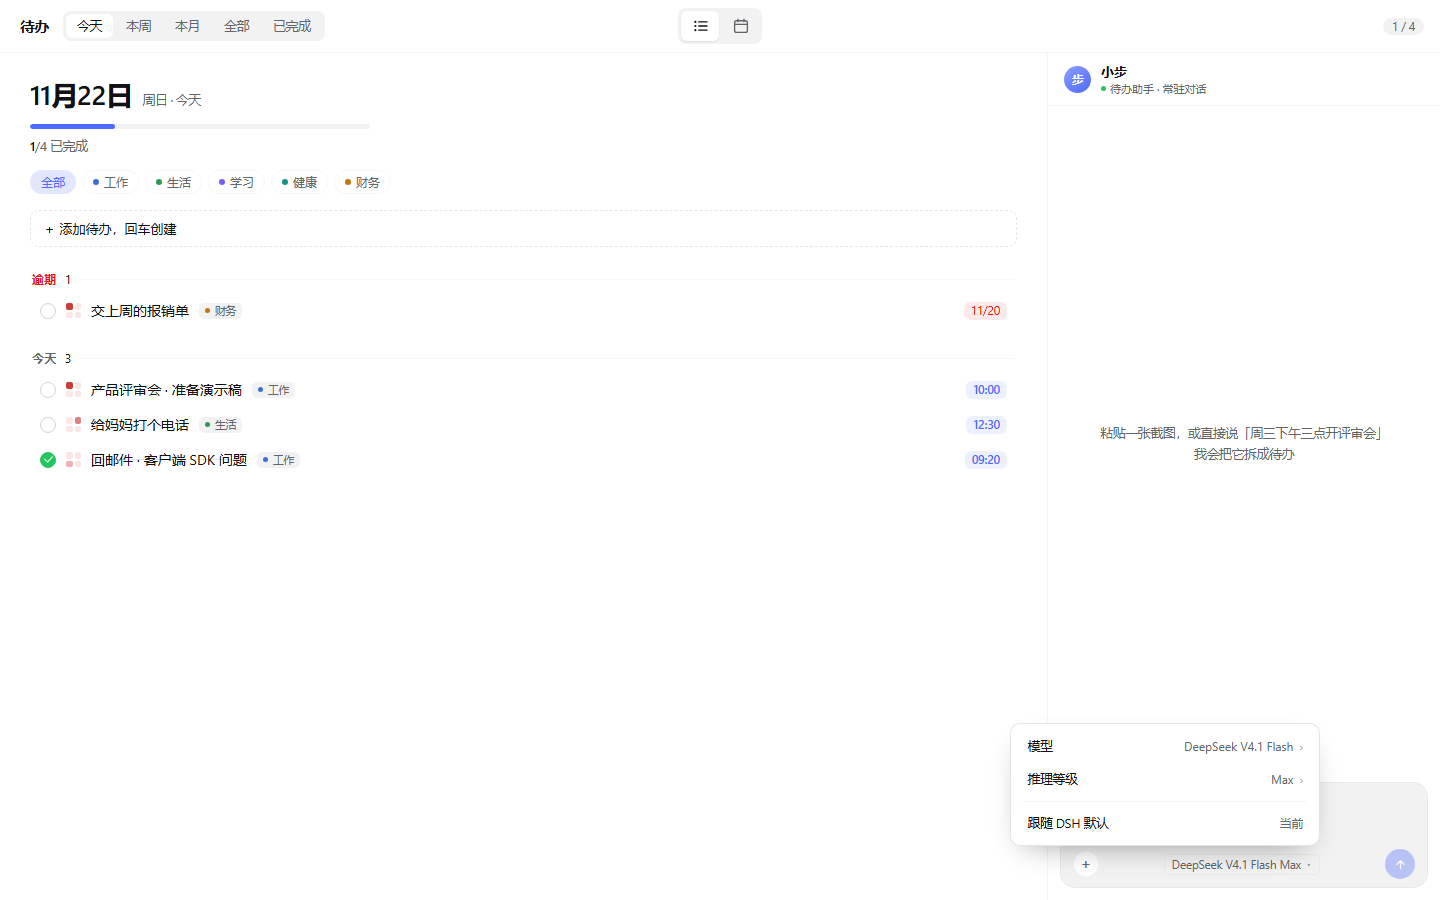 待办 今天 本周 本月 全部 已完成 1 / 4
11月22日 周日 · 今天
1/4 已完成
全部 工作 生活 学习 健康 财务
+ 添加待办，回车创建
逾期 1
交上周的报销单 财务 11/20
今天 3
产品评审会 · 准备演示稿 工作 10:00
给妈妈打个电话 生活 12:30
回邮件 · 客户端 SDK 问题 工作 09:20
步 小步
待办助手 · 常驻对话
粘贴一张截图，或直接说「周三下午三点开评审会」
我会把它拆成待办
模型 DeepSeek V4.1 Flash ›
推理等级 Max ›
跟随 DSH 默认 当前
+ DeepSeek V4.1 Flash Max